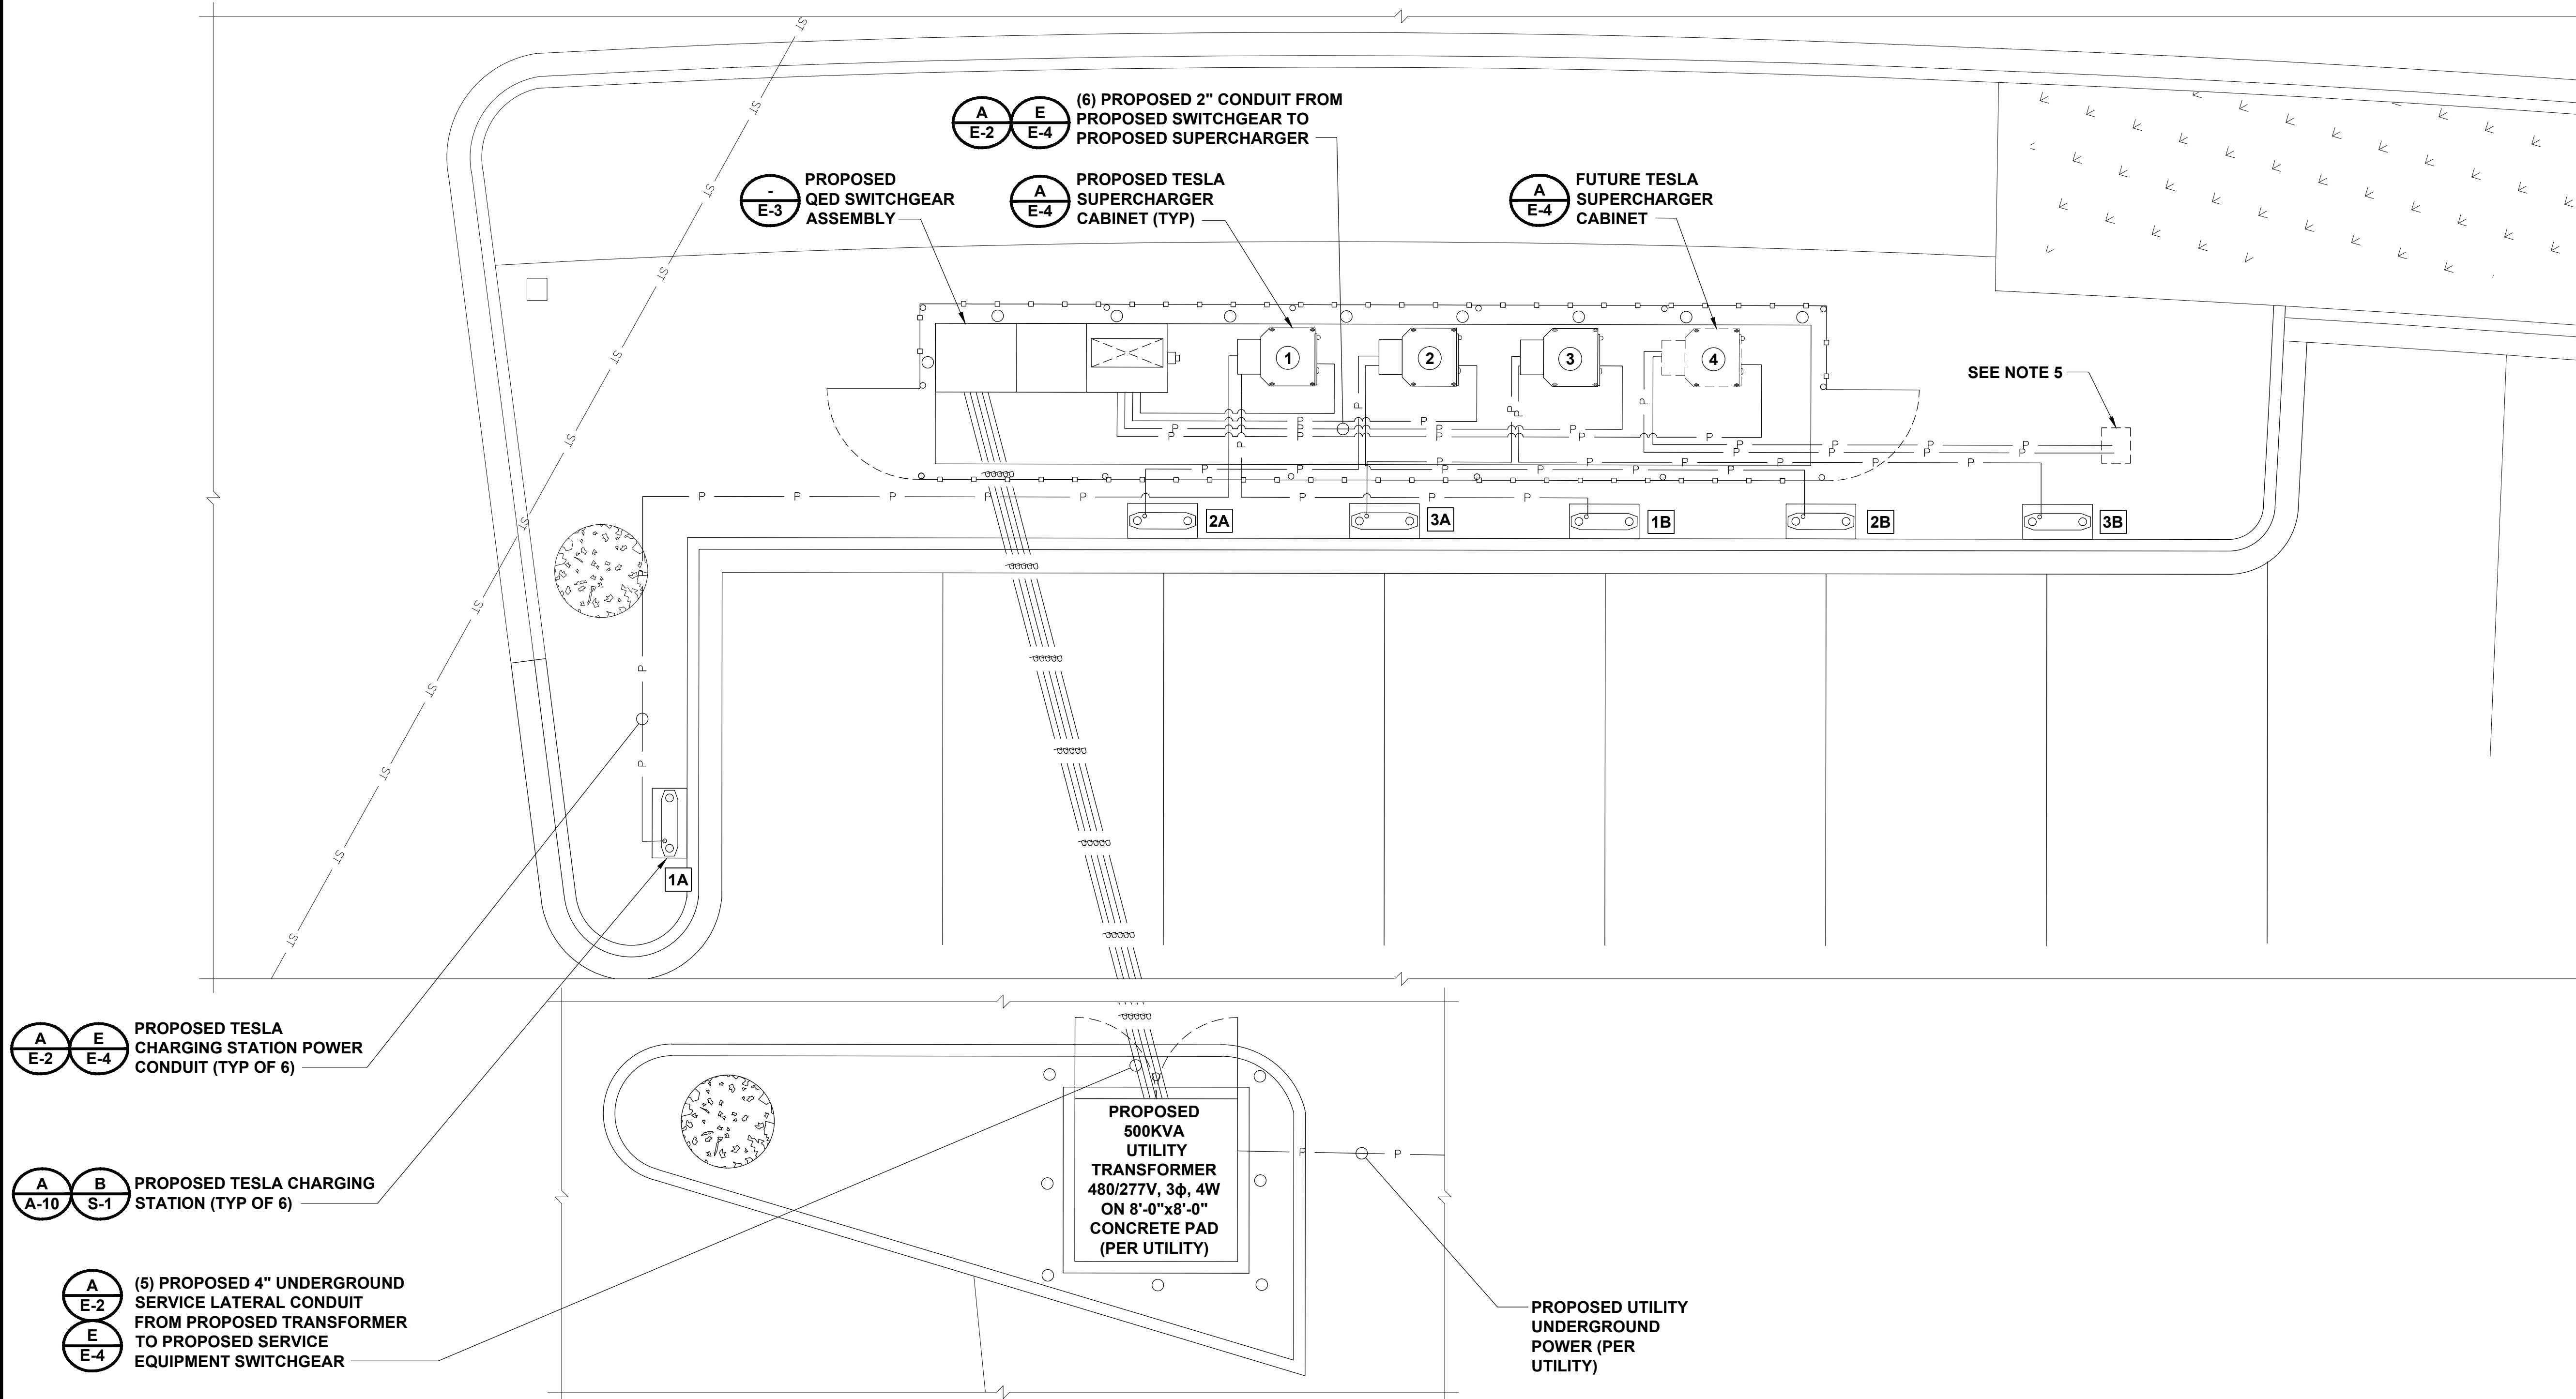 A
E-2
E
E-4
(6) PROPOSED 2" CONDUIT FROM
PROPOSED SWITCHGEAR TO
PROPOSED SUPERCHARGER
-
E-3
PROPOSED
QED SWITCHGEAR
ASSEMBLY
A
E-4
PROPOSED TESLA
SUPERCHARGER
CABINET (TYP)
A
E-4
FUTURE TESLA
SUPERCHARGER
CABINET
1
2
3
4
SEE NOTE 5
2A
3A
1B
2B
3B
1A
A
E-2
E
E-4
PROPOSED TESLA
CHARGING STATION POWER
CONDUIT (TYP OF 6)
A
A-10
B
S-1
PROPOSED TESLA CHARGING
STATION (TYP OF 6)
A
E-2
E
E-4
(5) PROPOSED 4" UNDERGROUND
SERVICE LATERAL CONDUIT
FROM PROPOSED TRANSFORMER
TO PROPOSED SERVICE
EQUIPMENT SWITCHGEAR
PROPOSED
500KVA
UTILITY
TRANSFORMER
480/277V, 3ϕ, 4W
ON 8'-0"x8'-0"
CONCRETE PAD
(PER UTILITY)
P
P
PROPOSED UTILITY
UNDERGROUND
POWER (PER
UTILITY)